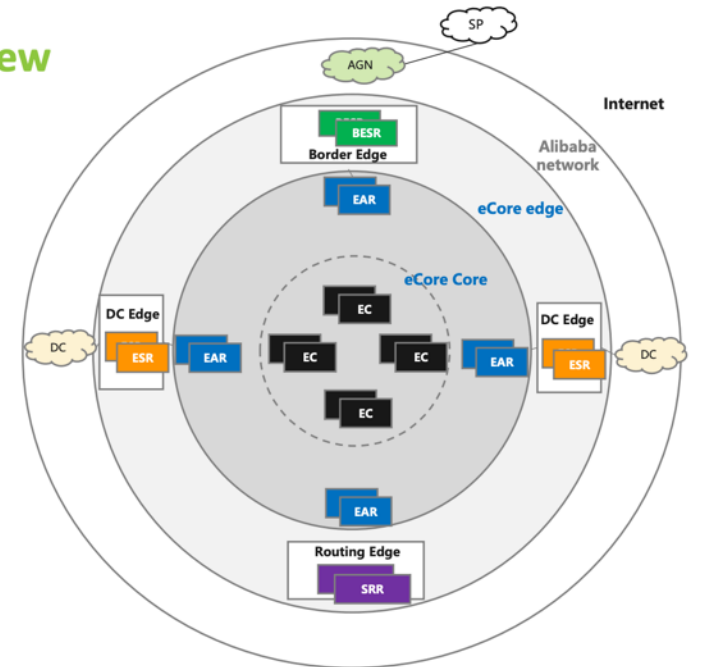 ew
SP
AGN
Internet
BESR
Border Edge
Alibaba
network
EAR
eCore edge
eCore Core
EC
DC Edge
DC Edge
DC
ESR
EAR
EC
EC
EAR
ESR
DC
EC
EAR
Routing Edge
SRR